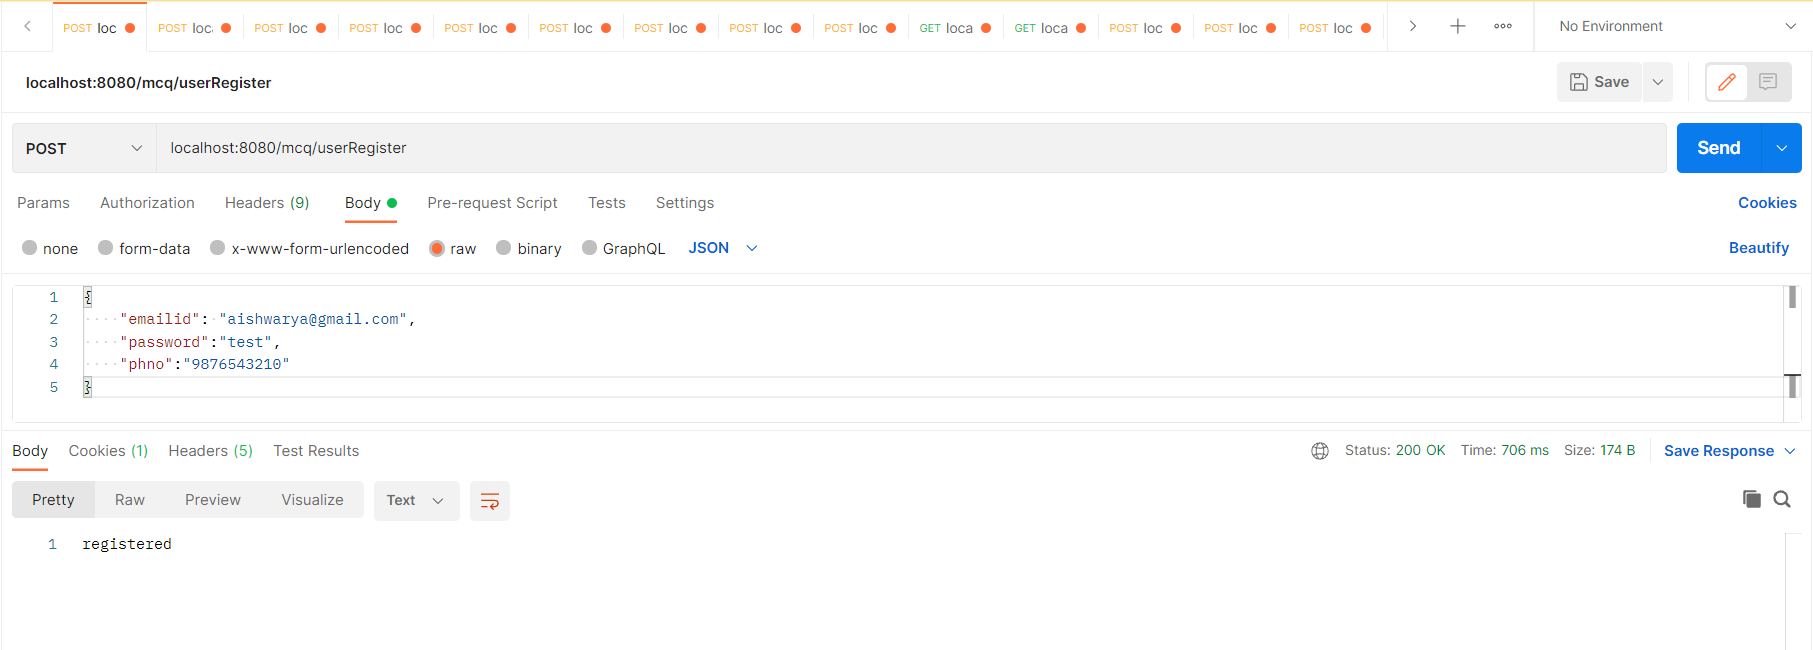 POST loc POST loc POST loc POST loc POST loc POST loc POST loc POST loc POST loc GET loca GET loca POST loc POST loc POST loc No Environment
localhost:8080/mcq/userRegister Save
POST localhost:8080/mcq/userRegister Send
Params Authorization Headers (9) Body Pre-request Script Tests Settings Cookies
none form-data x-www-form-urlencoded raw binary GraphQL JSON Beautify
1 {
2 "emailid": "aishwarya@gmail.com",
3 "password":"test",
4 "phno":"9876543210"
5 }
Body Cookies (1) Headers (5) Test Results Status: 200 OK Time: 706 ms Size: 174 B Save Response
Pretty Raw Preview Visualize Text
1 registered